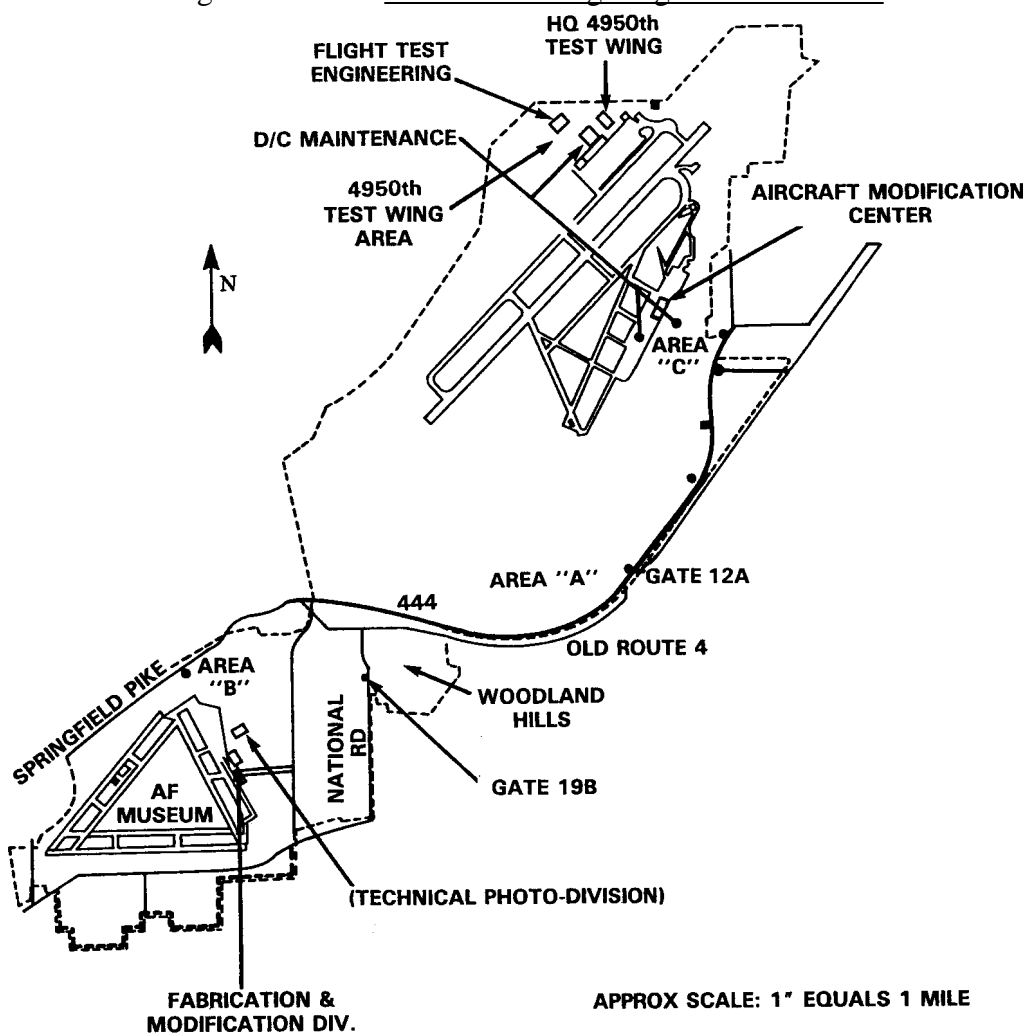 HQ 4950th
TEST WING
FLIGHT TEST
ENGINEERING
D/C MAINTENANCE
4950th
TEST WING
AREA
AIRCRAFT MODIFICATION
CENTER
N
AREA
"C"
AREA "A"
GATE 12A
444
OLD ROUTE 4
SPRINGFIELD PIKE
AREA
"B"
WOODLAND
HILLS
NATIONAL
RD
GATE 19B
AF
MUSEUM
(TECHNICAL PHOTO-DIVISION)
FABRICATION &
MODIFICATION DIV.
APPROX SCALE: 1" EQUALS 1 MILE